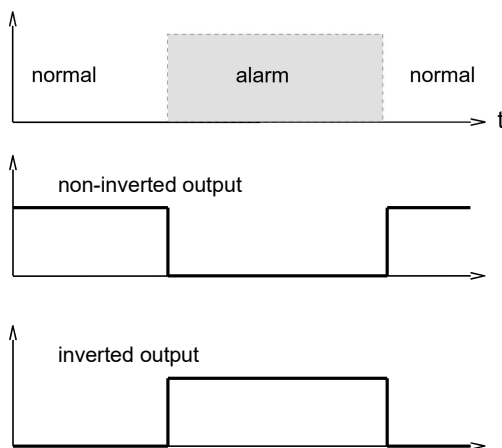 normal alarm normal
t
non-inverted output
inverted output